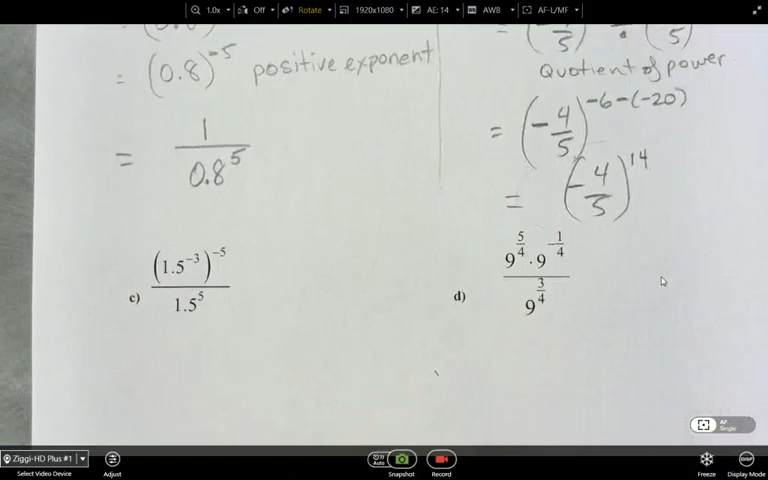 1.0x Off Rotate 1920x1080 AE: 14 AWB AF-L/MF
= (0.8)^-5 positive exponent
= 1/0.8^5
Quotient of power
= (-4/5)^-6-(-20)
= (-4/5)^14
c) (1.5^-3)^-5/1.5^5
d) 9^5/4 · 9^-1/4/9^3/4
AF
Single
Ziggi-HD Plus #1
Select Video Device
Adjust
Auto
Snapshot
Record
Freeze
DISP
Display Mode